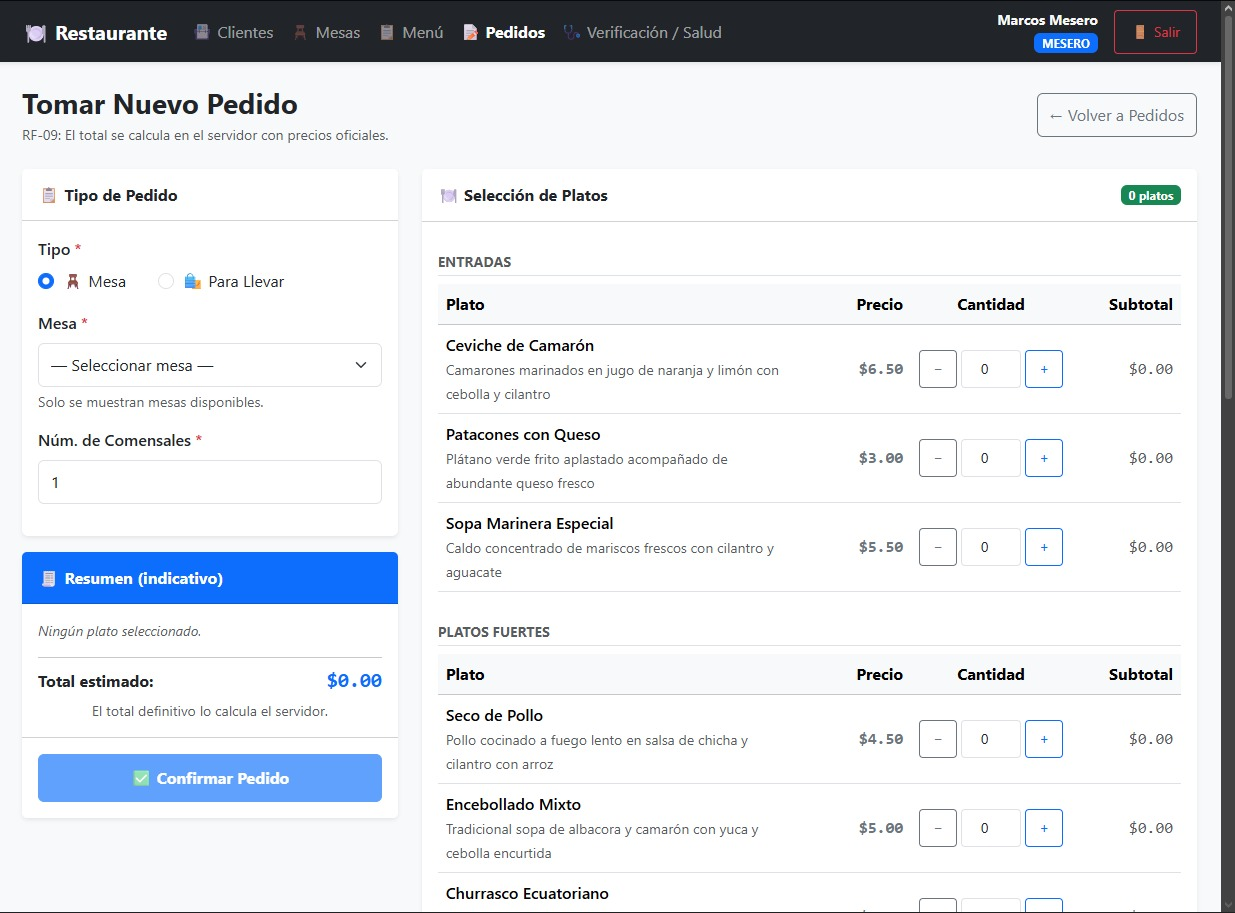 Restaurante
Clientes
Mesas
Menú
Pedidos
Verificación / Salud
Marcos Mesero
MESERO
Salir
Tomar Nuevo Pedido
RF-09: El total se calcula en el servidor con precios oficiales.
← Volver a Pedidos
Tipo de Pedido
Tipo *
Mesa
Para Llevar
Mesa *
— Seleccionar mesa —
Solo se muestran mesas disponibles.
Núm. de Comensales *
1
Resumen (indicativo)
Ningún plato seleccionado.
Total estimado: $0.00
El total definitivo lo calcula el servidor.
Confirmar Pedido
Selección de Platos
0 platos
ENTRADAS
Plato Precio Cantidad Subtotal
Ceviche de Camarón
Camarones marinados en jugo de naranja y limón con
cebolla y cilantro
$6.50 − 0 + $0.00
Patacones con Queso
Plátano verde frito aplastado acompañado de
abundante queso fresco
$3.00 − 0 + $0.00
Sopa Marinera Especial
Caldo concentrado de mariscos frescos con cilantro y
aguacate
$5.50 − 0 + $0.00
PLATOS FUERTES
Plato Precio Cantidad Subtotal
Seco de Pollo
Pollo cocinado a fuego lento en salsa de chicha y
cilantro con arroz
$4.50 − 0 + $0.00
Encebollado Mixto
Tradicional sopa de albacora y camarón con yuca y
cebolla encurtida
$5.00 − 0 + $0.00
Churrasco Ecuatoriano